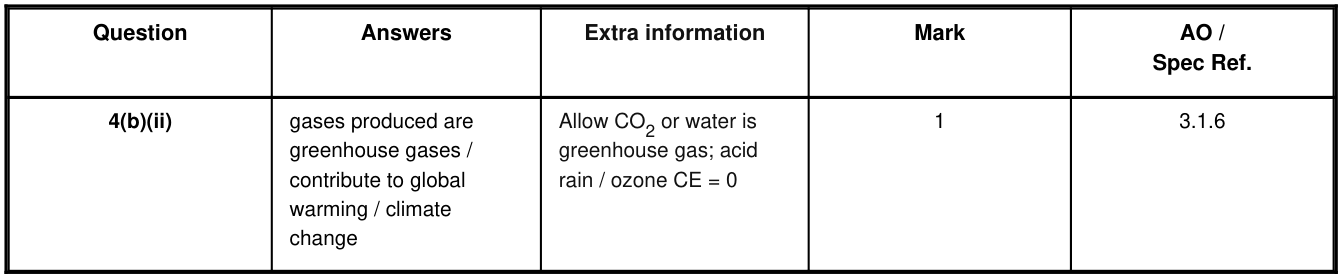 Question Answers Extra information Mark AO /
Spec Ref.
4(b)(ii) gases produced are Allow CO2 or water is 1 3.1.6
greenhouse gases / greenhouse gas; acid
contribute to global rain / ozone CE = 0
warming / climate
change